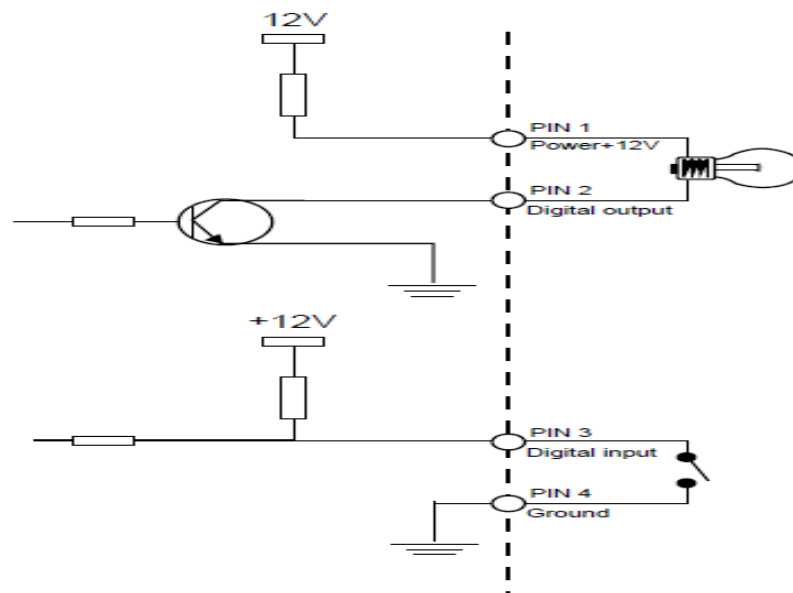 12V
PIN 1
Power+12V
PIN 2
Digital output
+12V
PIN 3
Digital input
PIN 4
Ground